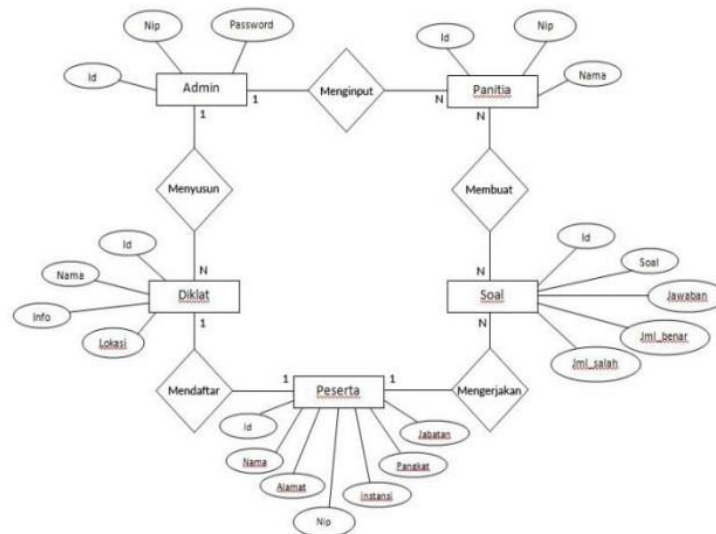 Nip
Password
Id
Admin
1
1
Menginput
Id
Nip
Nama
N
Panitia
N
Menyusun
Membuat
Id
Nama
Info
Lokasi
N
Diklat
1
N
Soal
N
Id
Soal
Jawaban
Jml_benar
Jml_salah
Mendaftar
1
Peserta
1
Mengerjakan
Id
Nama
Alamat
Nip
instansi
Pangkat
Jabatan